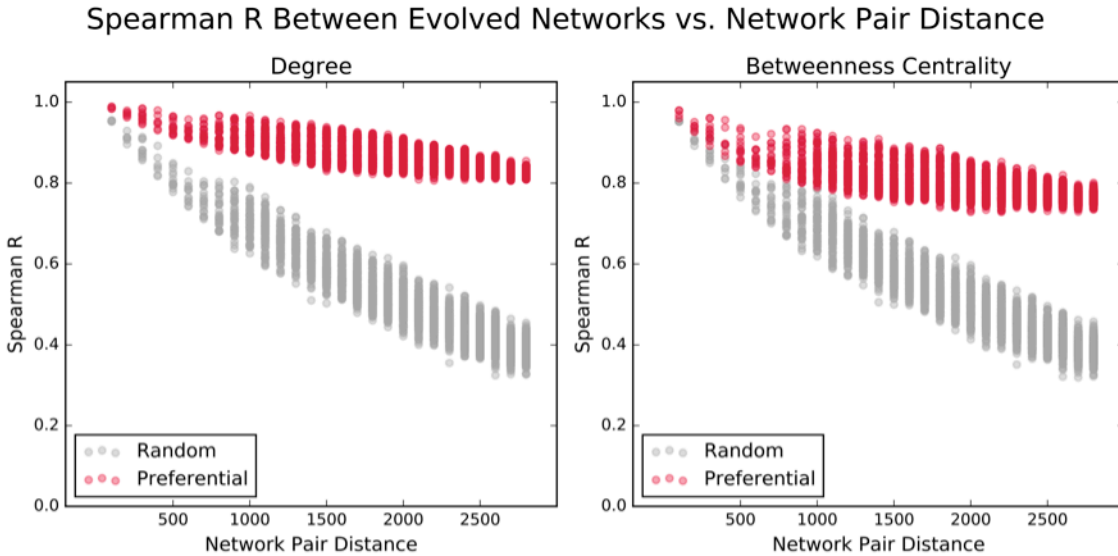 Spearman R Between Evolved Networks vs. Network Pair Distance
Degree
1.0
0.8
0.6
0.4
0.2
0.0
Spearman R
Random
Preferential
500 1000 1500 2000 2500
Network Pair Distance
Betweenness Centrality
1.0
0.8
0.6
0.4
0.2
0.0
Spearman R
Random
Preferential
500 1000 1500 2000 2500
Network Pair Distance